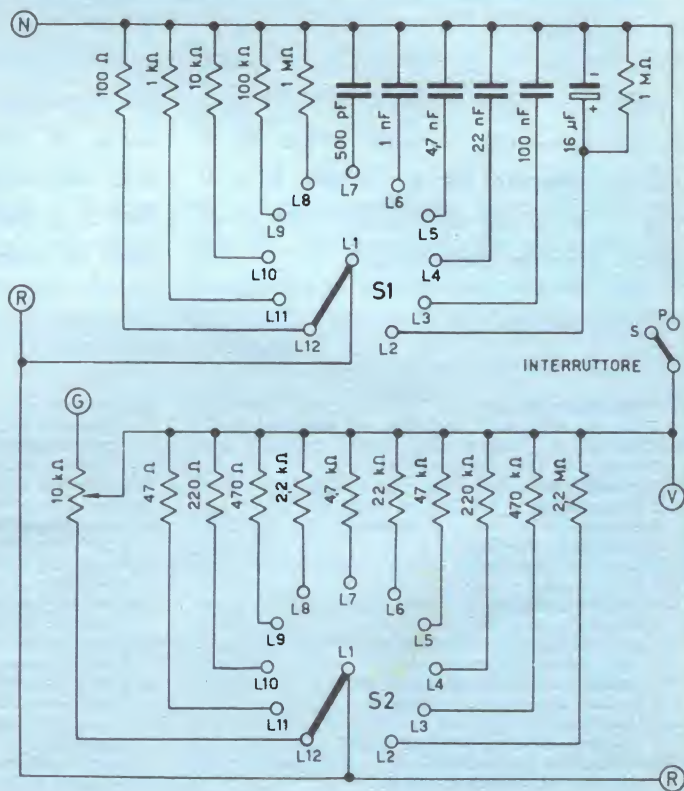 N
100 Ω
1 kΩ
10 kΩ
100 kΩ
1 MΩ
500 pF
1 nF
4,7 nF
22 nF
100 nF
16 µF
-
+
1 MΩ
L8
L7
L6
L9
L5
L10
L1
L4
S1
L11
L3
L12
L2
R
P
S
INTERRUTTORE
G
10 kΩ
47 Ω
220 Ω
470 Ω
2,2 kΩ
4,7 kΩ
22 kΩ
47 kΩ
220 kΩ
470 kΩ
2,2 MΩ
V
L8
L7
L6
L9
L5
L10
L1
L4
S2
L11
L3
L12
L2
R